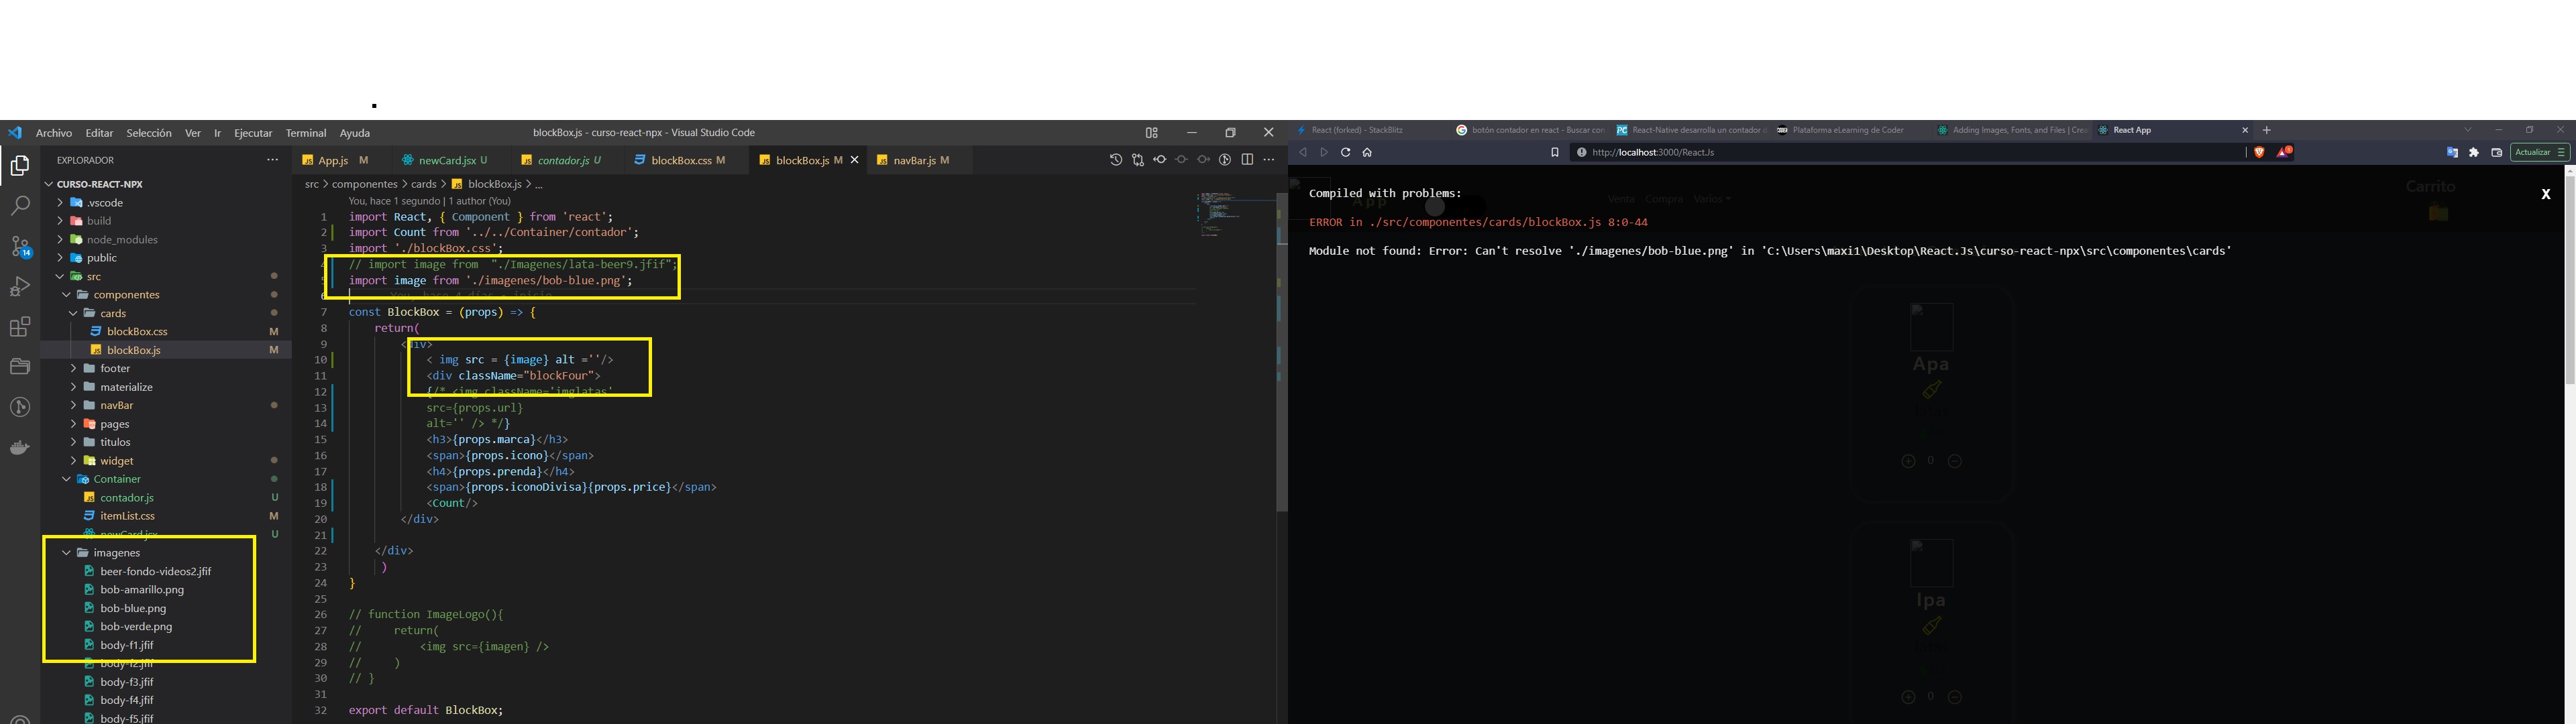 Archivo Editar Selección Ver Ir Ejecutar Terminal Ayuda
blockBox.js - curso-react-npx - Visual Studio Code
EXPLORADOR
CURSO-REACT-NPX
.vscode
build
node_modules
public
src
componentes
cards
blockBox.css M
blockBox.js M
footer
materialize
navBar
pages
titulos
widget
Container
contador.js U
itemList.css M
newCard.jsx U
imagenes
beer-fondo-videos2.jfif
bob-amarillo.png
bob-blue.png
bob-verde.png
body-f1.jfif
body-f2.jfif
body-f3.jfif
body-f4.jfif
body-f5.jfif
14
App.js M newCard.jsx U contador.js U blockBox.css M blockBox.js M navBar.js M
src > componentes > cards > blockBox.js > ...
You, hace 1 segundo | 1 author (You)
1 import React, { Component } from 'react';
2 import Count from '../../Container/contador';
3 import './blockBox.css';
4 // import image from  "./Imagenes/lata-beer9.jfif";
5 import image from './imagenes/bob-blue.png';
6 You, hace 4 días • inicio
7 const BlockBox = (props) => {
8 return(
9 <div>
10 < img src = {image} alt =''/>
11 <div className="blockFour">
12 {/* <img className='imglatas'
13 src={props.url}
14 alt='' /> */}
15 <h3>{props.marca}</h3>
16 <span>{props.icono}</span>
17 <h4>{props.prenda}</h4>
18 <span>{props.iconoDivisa}{props.price}</span>
19 <Count/>
20 </div>
21
22 </div>
23 )
24 }
25
26 // function ImageLogo(){
27 //     return(
28 //         <img src={imagen} />
29 //     )
30 // }
31
32 export default BlockBox;
React (forked) - StackBlitz
botón contador en react - Buscar con
React-Native desarrolla un contador d
Plataforma eLearning de Coder
Adding Images, Fonts, and Files | Crea
React App
http://localhost:3000/React.Js
Actualizar
Compiled with problems:
X
ERROR in ./src/componentes/cards/blockBox.js 8:0-44
Module not found: Error: Can't resolve './imagenes/bob-blue.png' in 'C:\Users\maxi1\Desktop\React.Js\curso-react-npx\src\componentes\cards'
App
Venta Compra Varios
Carrito
Apa
0
Ipa
0